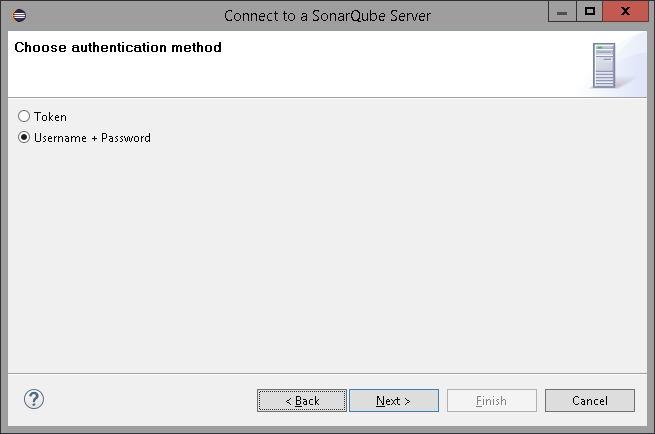 Connect to a SonarQube Server
Choose authentication method
Token
Username + Password
? < Back Next > Finish Cancel